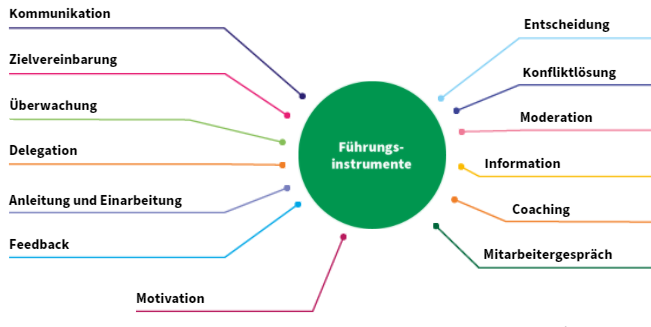 Kommunikation
Zielvereinbarung
Überwachung
Delegation
Anleitung und Einarbeitung
Feedback
Motivation
Führungs-
instrumente
Entscheidung
Konfliktlösung
Moderation
Information
Coaching
Mitarbeitergespräch